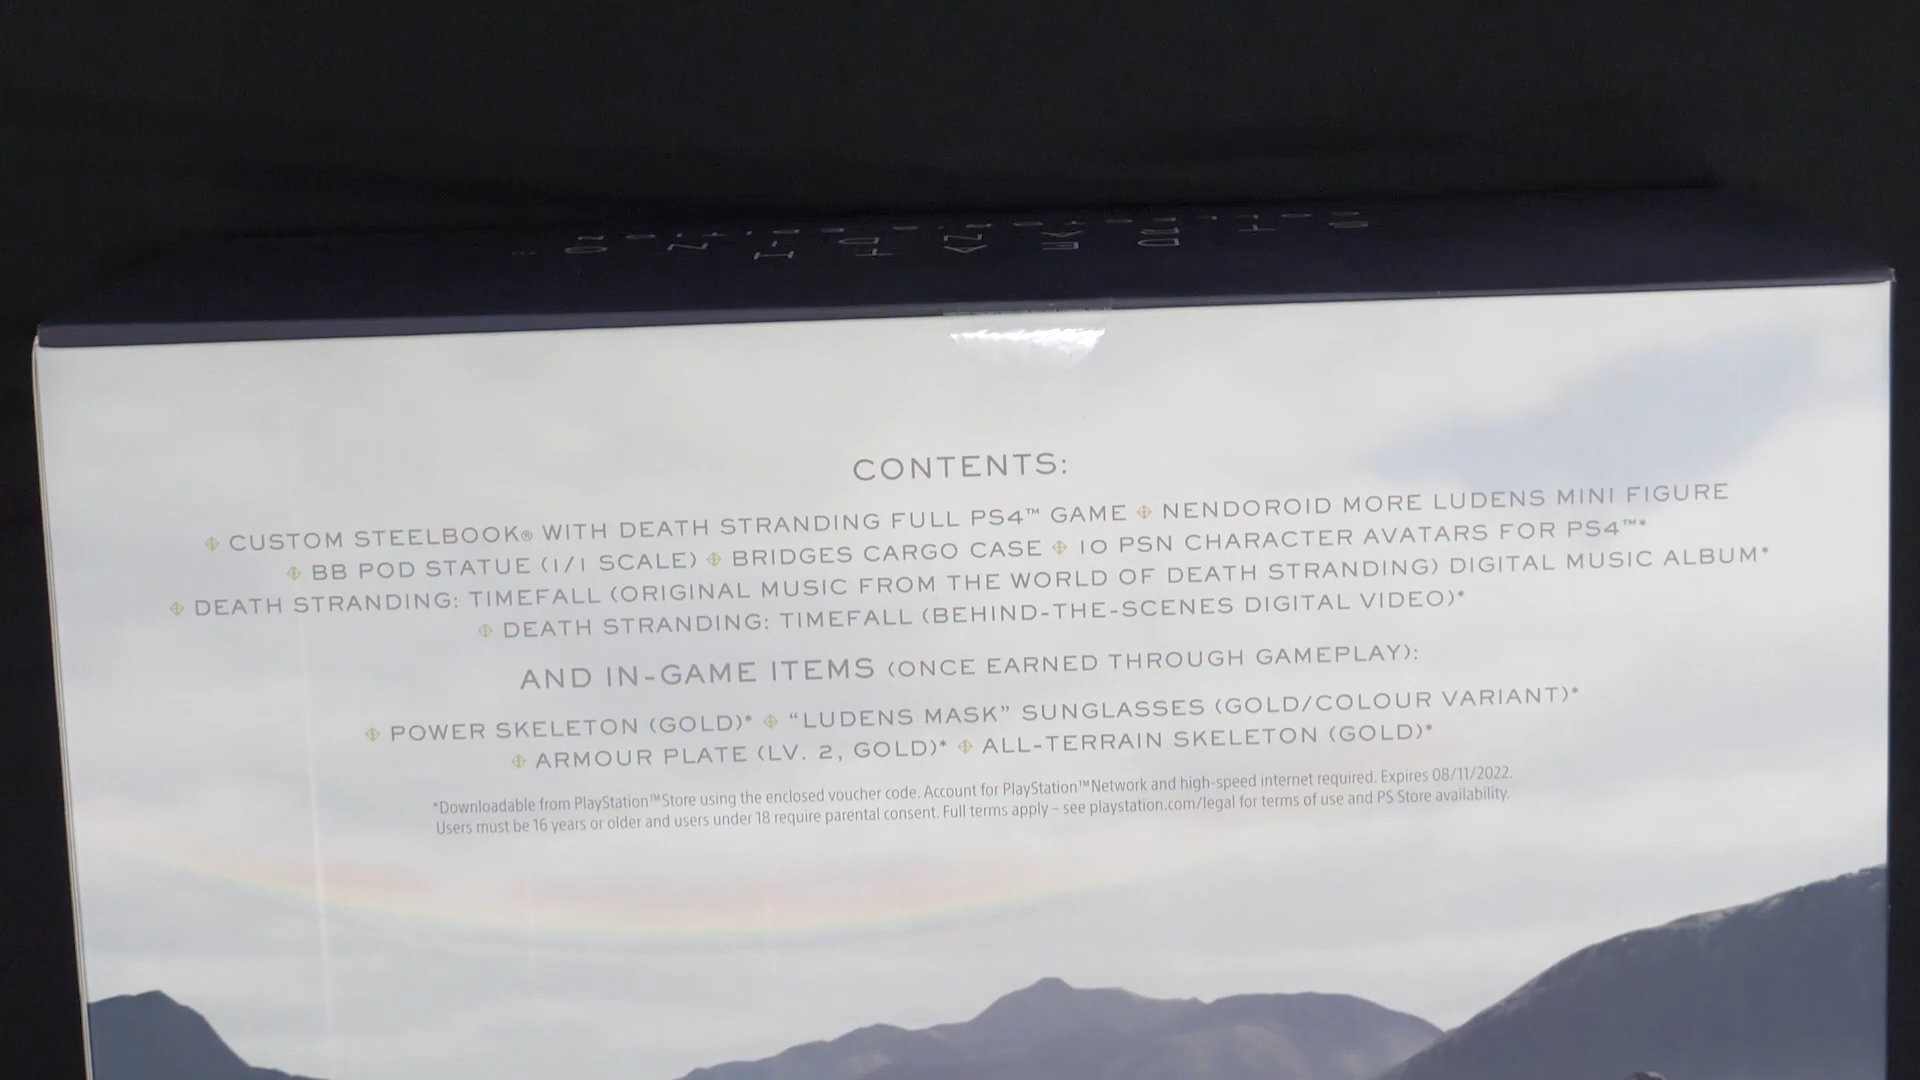 CONTENTS:
CUSTOM STEELBOOK® WITH DEATH STRANDING FULL PS4™ GAME NENDOROID MORE LUDENS MINI FIGURE
BB POD STATUE (1/1 SCALE) BRIDGES CARGO CASE 10 PSN CHARACTER AVATARS FOR PS4™*
DEATH STRANDING: TIMEFALL (ORIGINAL MUSIC FROM THE WORLD OF DEATH STRANDING) DIGITAL MUSIC ALBUM*
DEATH STRANDING: TIMEFALL (BEHIND-THE-SCENES DIGITAL VIDEO)*
AND IN-GAME ITEMS (ONCE EARNED THROUGH GAMEPLAY):
POWER SKELETON (GOLD)* “LUDENS MASK” SUNGLASSES (GOLD/COLOUR VARIANT)*
ARMOUR PLATE (LV. 2, GOLD)* ALL-TERRAIN SKELETON (GOLD)*
*Downloadable from PlayStation™Store using the enclosed voucher code. Account for PlayStation™Network and high-speed internet required. Expires 08/11/2022.
Users must be 16 years or older and users under 18 require parental consent. Full terms apply – see playstation.com/legal for terms of use and PS Store availability.